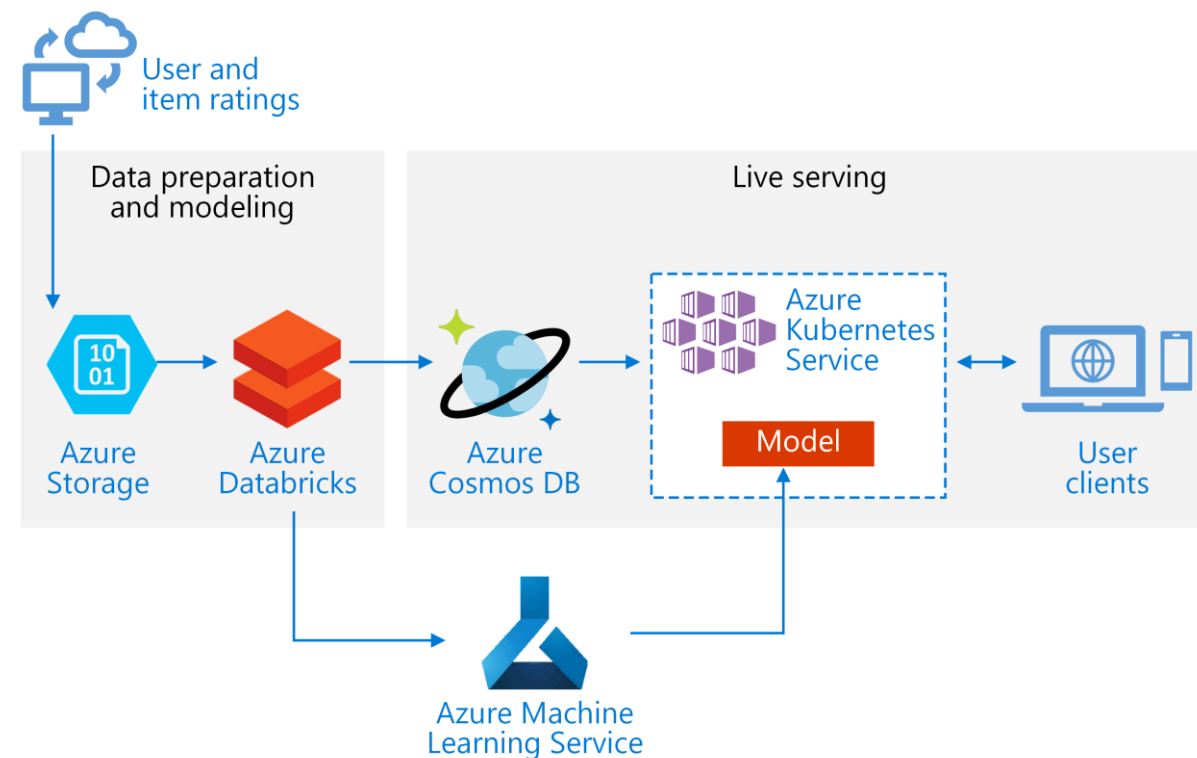 User and
item ratings
Data preparation
and modeling
Live serving
10
01
Azure
Storage
Azure
Databricks
Azure
Cosmos DB
Azure
Kubernetes
Service
Model
User
clients
Azure Machine
Learning Service